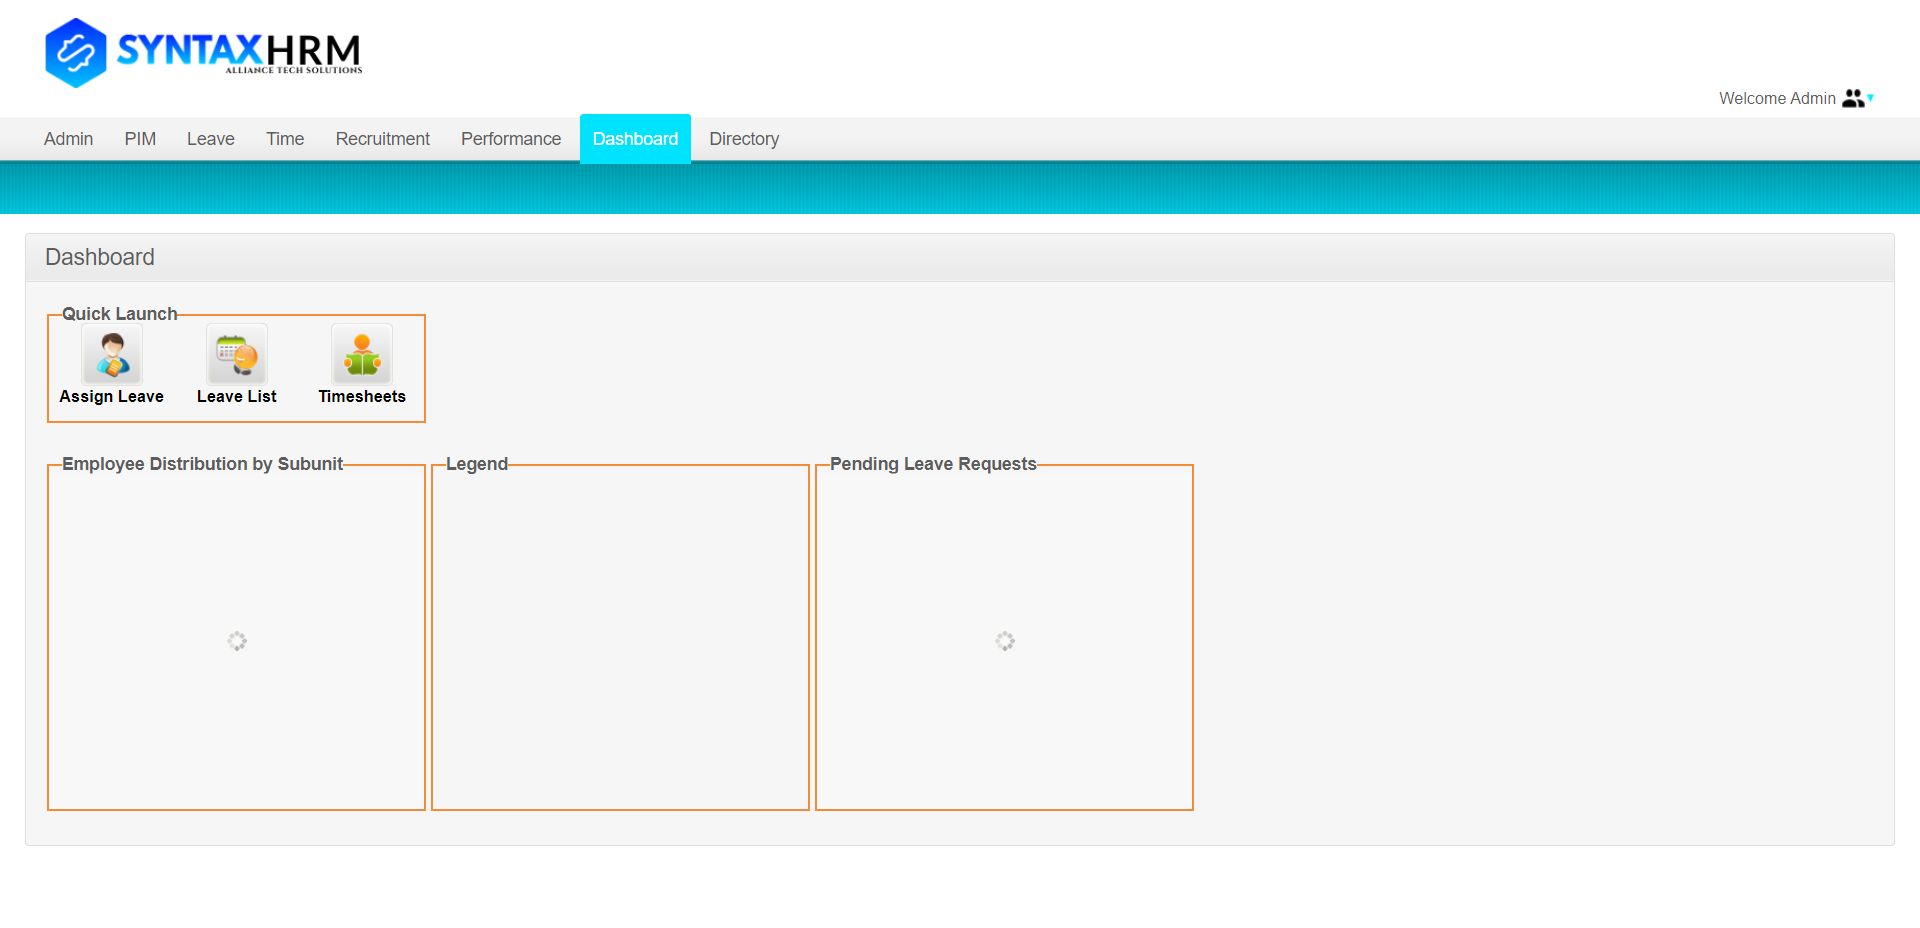 SYNTAXHRM
ALLIANCE TECH SOLUTIONS
Welcome Admin
Admin PIM Leave Time Recruitment Performance Dashboard Directory
Dashboard
Quick Launch
Assign Leave Leave List Timesheets
Employee Distribution by Subunit Legend Pending Leave Requests